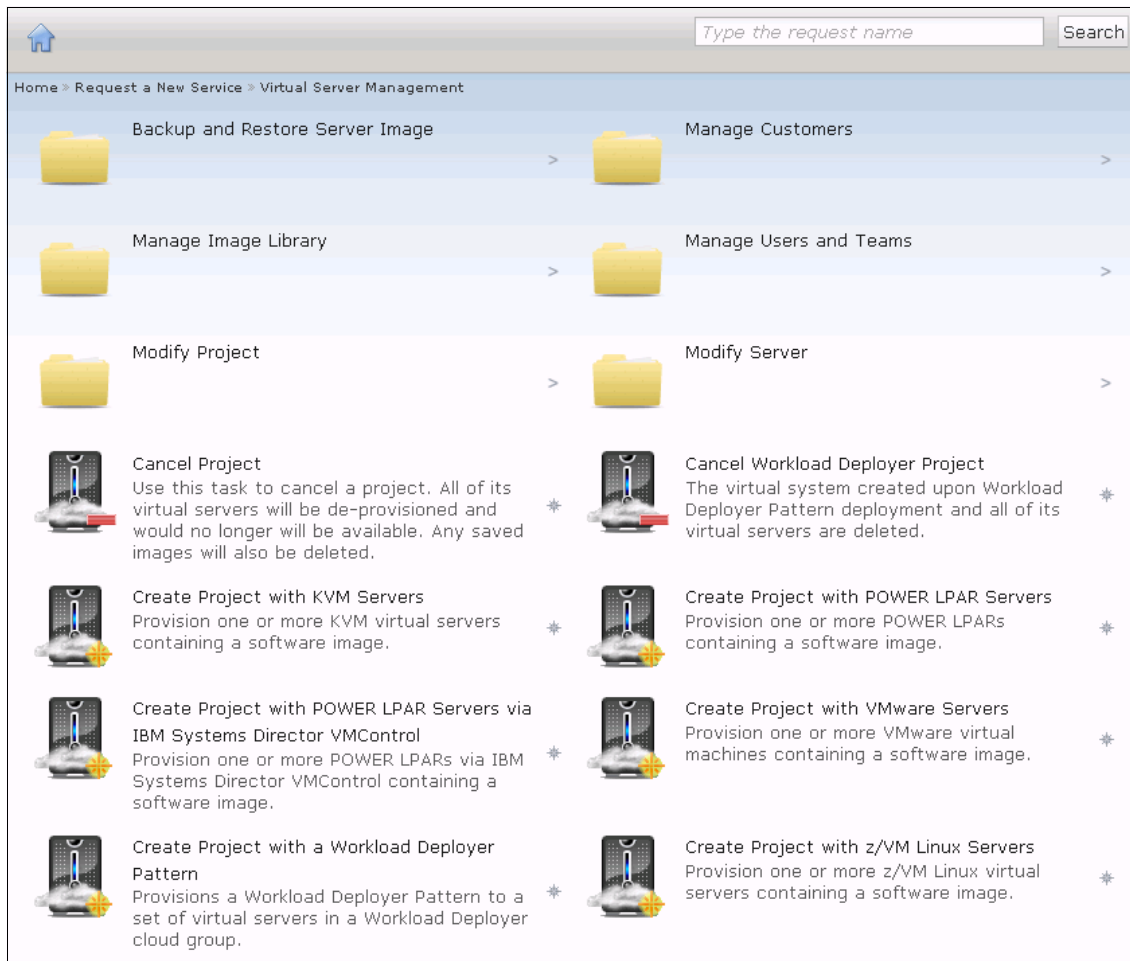 Type the request name
Search
Home » Request a New Service » Virtual Server Management
Backup and Restore Server Image
>
Manage Customers
>
Manage Image Library
>
Manage Users and Teams
>
Modify Project
>
Modify Server
>
Cancel Project
Use this task to cancel a project. All of its
virtual servers will be de-provisioned and
would no longer will be available. Any saved
images will also be deleted.
Cancel Workload Deployer Project
The virtual system created upon Workload
Deployer Pattern deployment and all of its
virtual servers are deleted.
Create Project with KVM Servers
Provision one or more KVM virtual servers
containing a software image.
Create Project with POWER LPAR Servers
Provision one or more POWER LPARs
containing a software image.
Create Project with POWER LPAR Servers via
IBM Systems Director VMControl
Provision one or more POWER LPARs via IBM
Systems Director VMControl containing a
software image.
Create Project with VMware Servers
Provision one or more VMware virtual
machines containing a software image.
Create Project with a Workload Deployer
Pattern
Provisions a Workload Deployer Pattern to a
set of virtual servers in a Workload Deployer
cloud group.
Create Project with z/VM Linux Servers
Provision one or more z/VM Linux virtual
servers containing a software image.